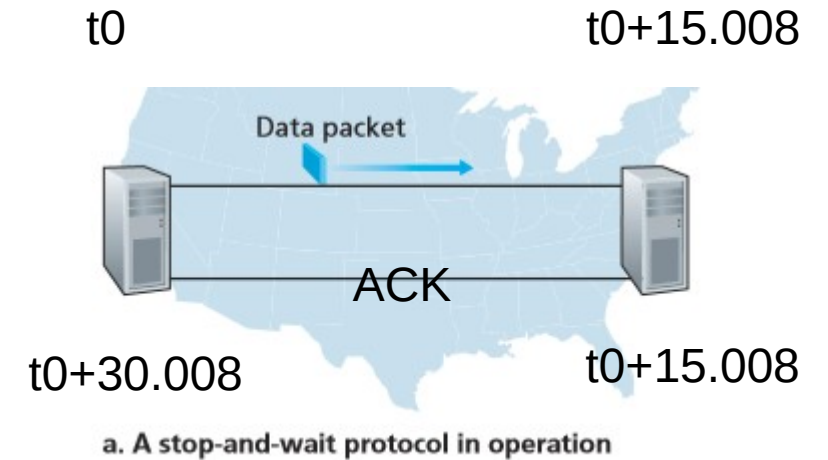 t0
t0+15.008
Data packet
ACK
t0+30.008
t0+15.008
a. A stop-and-wait protocol in operation